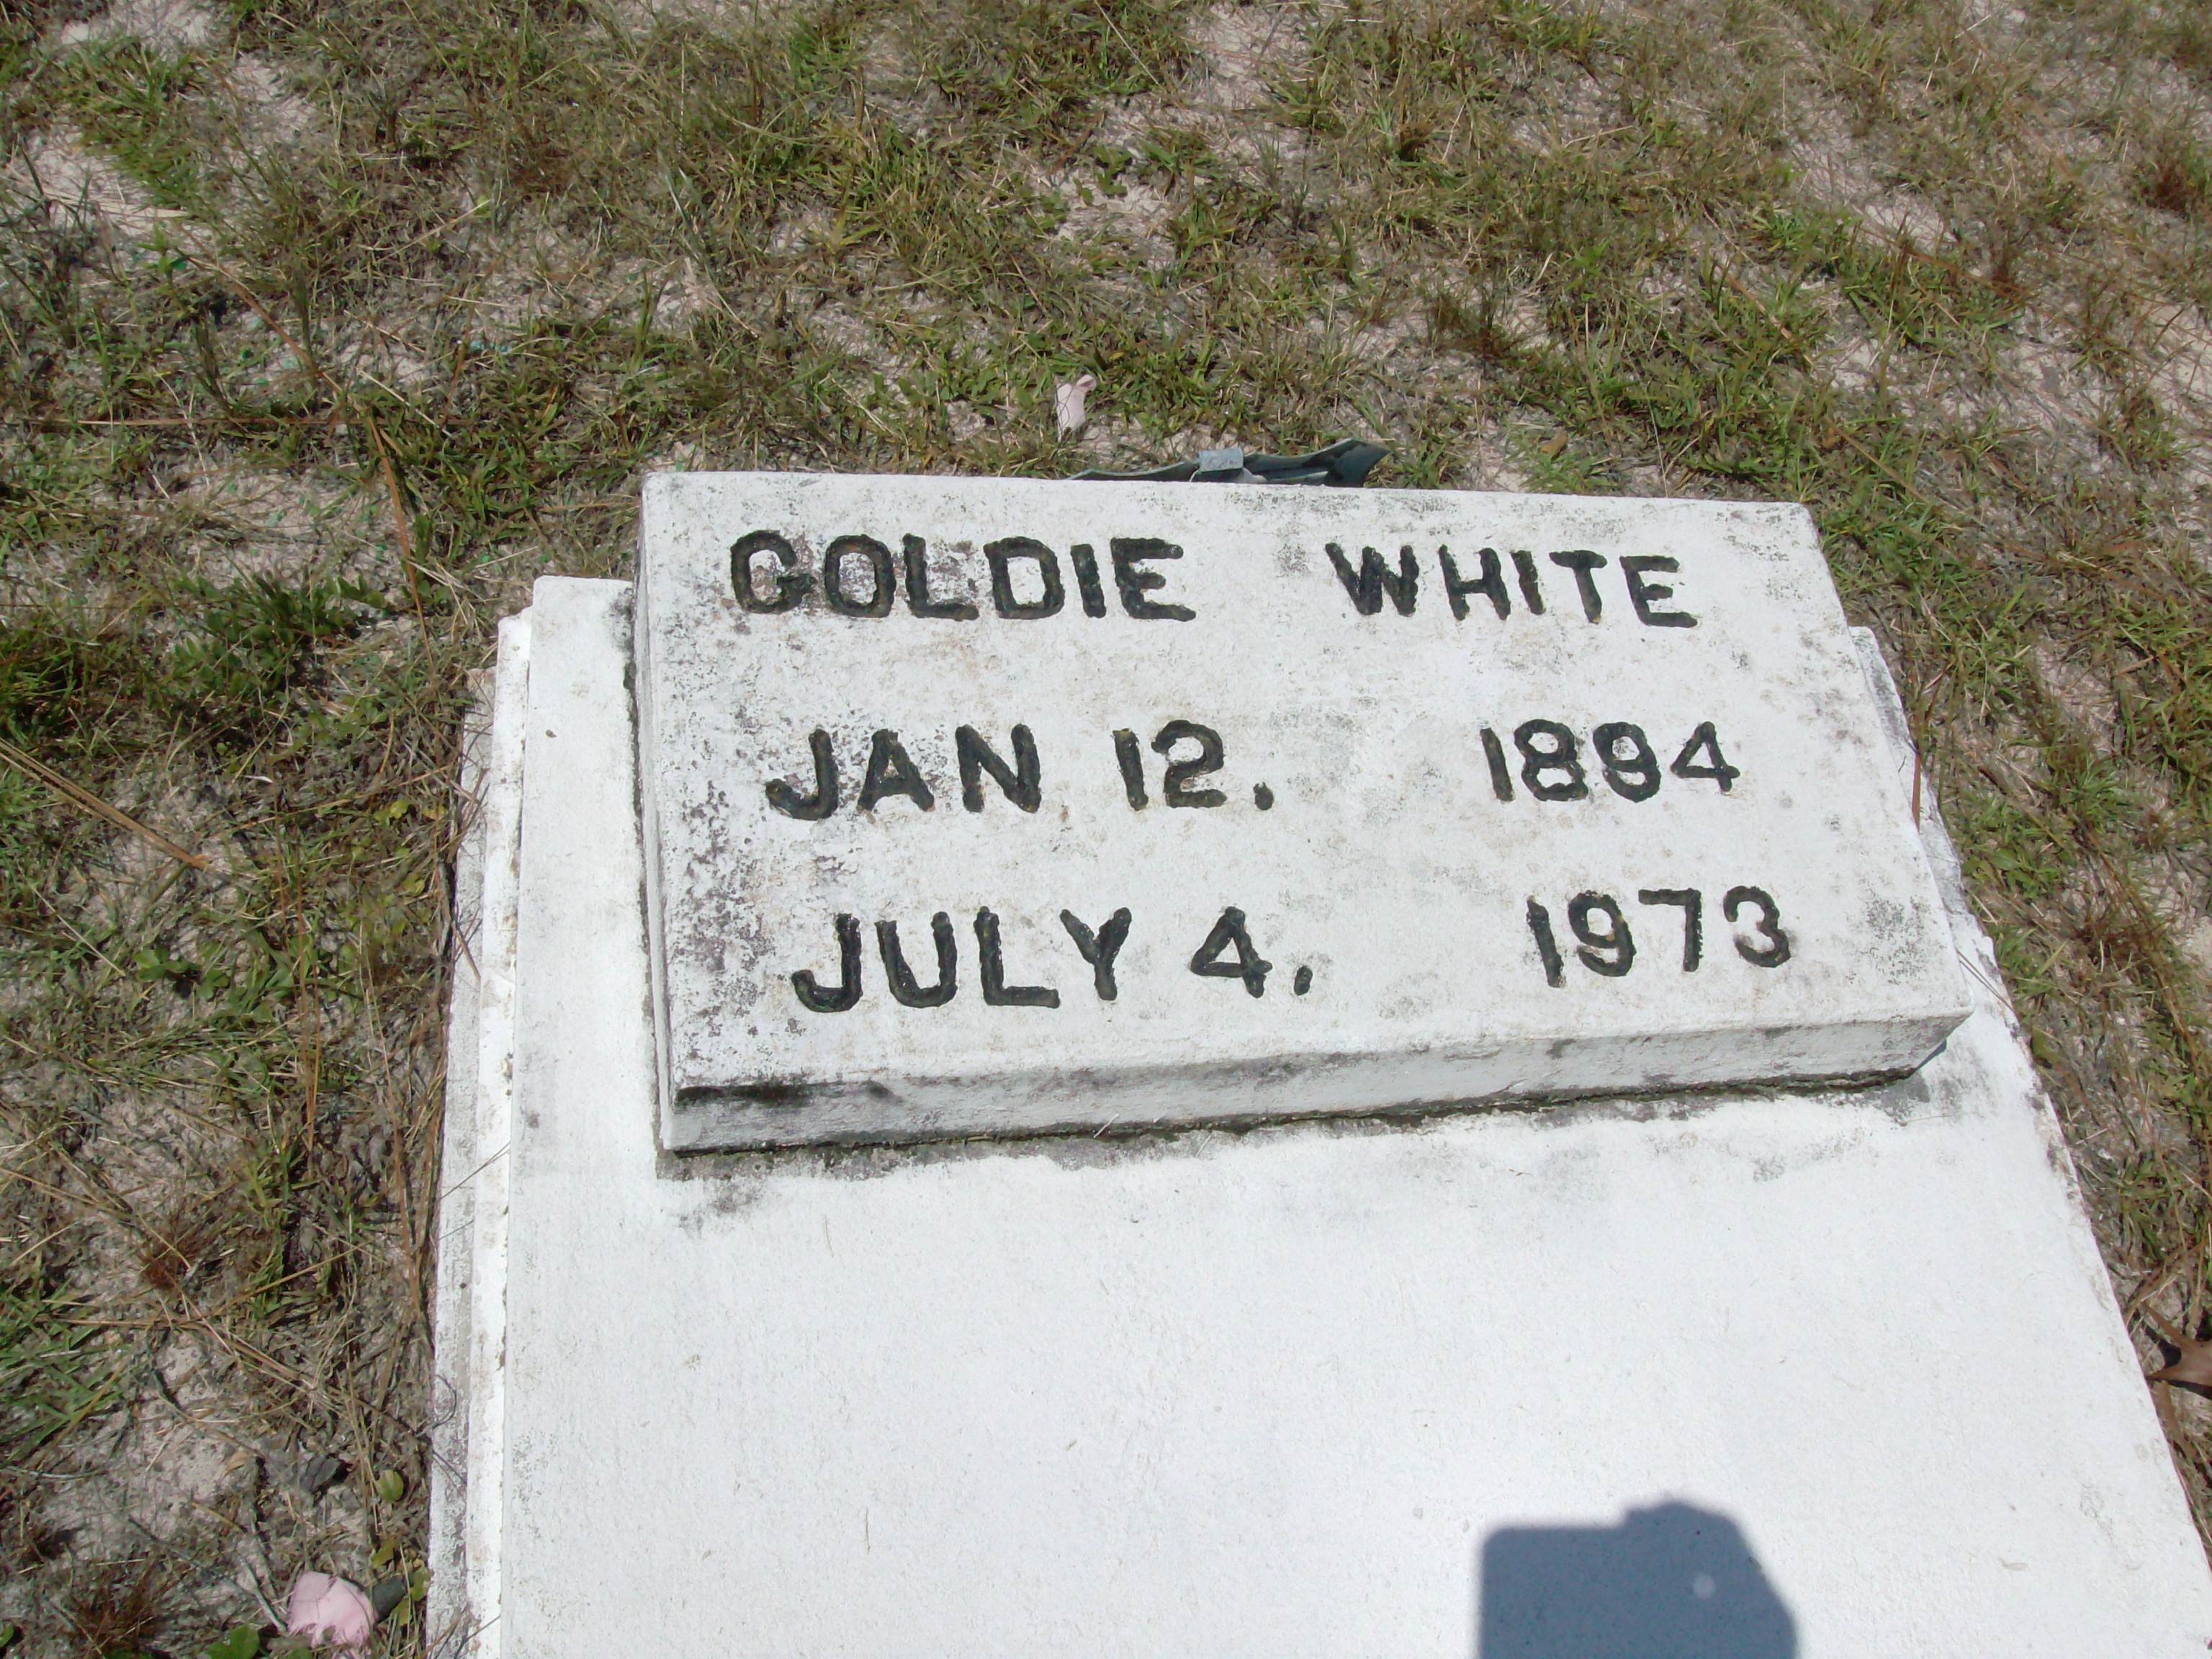 GOLDIE WHITE
JAN 12. 1894
JULY 4, 1973